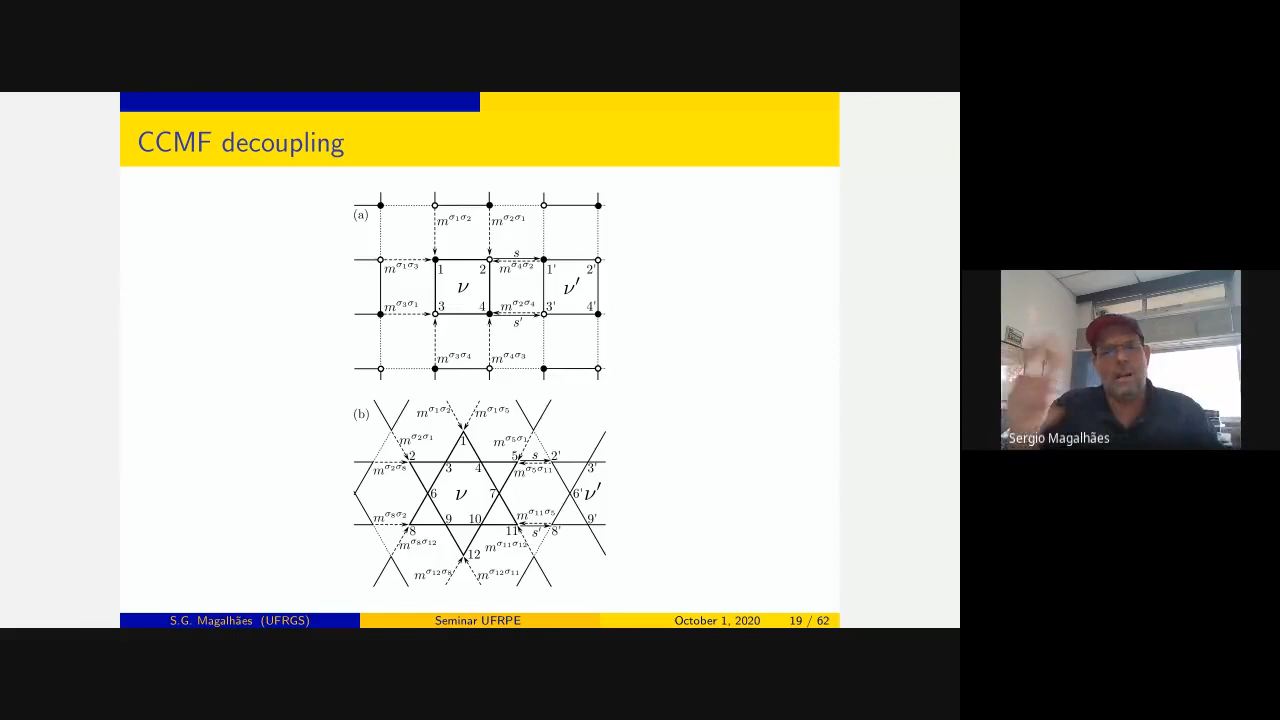 CCMF decoupling
(a)
m^{σ1σ2} m^{σ2σ1}
s
m^{σ1σ3} 1 2 m^{σ4σ2} 1' 2'
ν ν'
m^{σ3σ1} 3 4 m^{σ2σ4} 3' 4'
s'
m^{σ3σ4} m^{σ4σ3}
(b)
m^{σ1σ2} m^{σ1σ5}
m^{σ2σ1} 1 m^{σ5σ1}
2 5 s 2'
m^{σ2σ8} 3 4 m^{σ5σ11} 3'
6 ν 7 6' ν'
m^{σ8σ2} 9 10 m^{σ11σ5} 9'
8 11 s' 8'
m^{σ8σ12} 12 m^{σ11σ12}
m^{σ12σ8} m^{σ12σ11}
S.G. Magalhães (UFRGS) Seminar UFRPE October 1, 2020 19 / 62
Sergio Magalhães